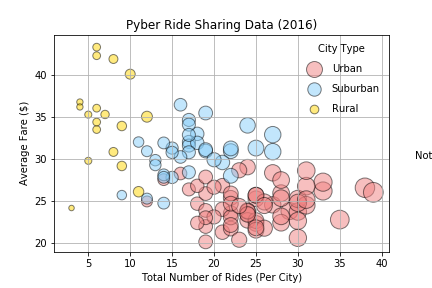 Pyber Ride Sharing Data (2016)
City Type
Urban
Suburban
Rural
Not
Average Fare ($)
40
35
30
25
20
5 10 15 20 25 30 35 40
Total Number of Rides (Per City)